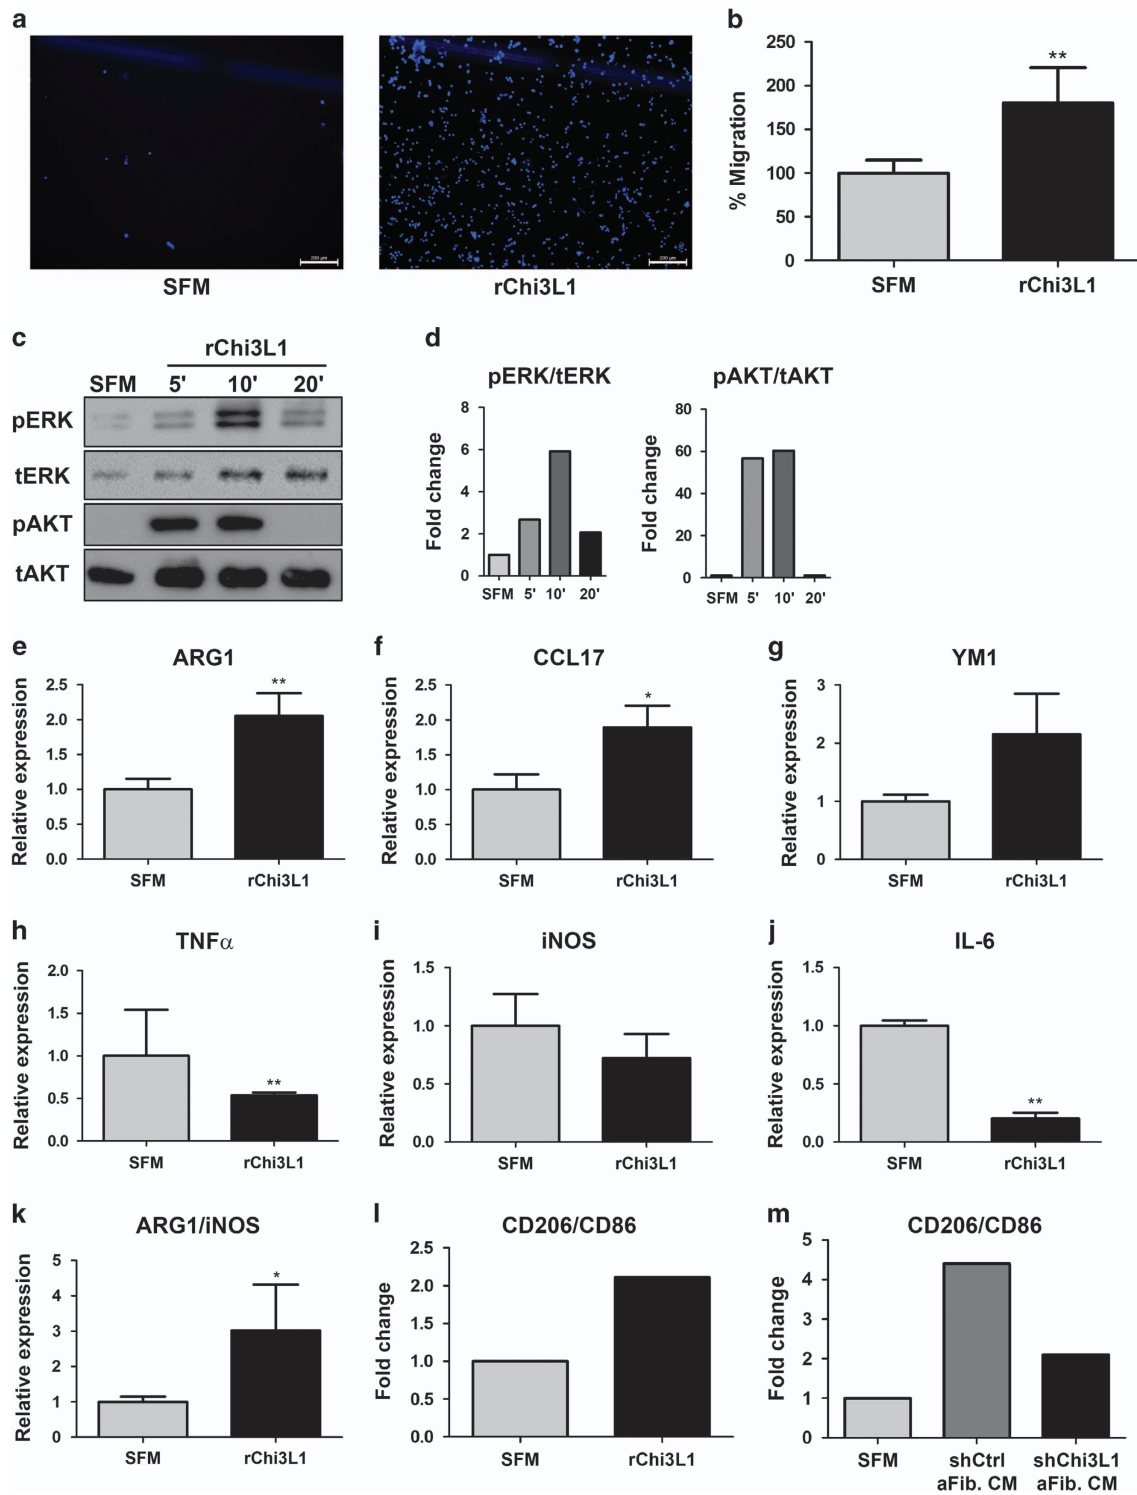 a
200 µm
SFM
200 µm
rChi3L1
b
% Migration
250
200
150
100
50
0
**
SFM
rChi3L1
c
rChi3L1
SFM 5' 10' 20'
pERK
tERK
pAKT
tAKT
d
pERK/tERK
Fold change
8
6
4
2
0
SFM 5' 10' 20'
pAKT/tAKT
Fold change
80
60
40
20
0
SFM 5' 10' 20'
e
ARG1
Relative expression
2.5
2.0
1.5
1.0
0.5
0.0
**
SFM
rChi3L1
f
CCL17
Relative expression
2.5
2.0
1.5
1.0
0.5
0.0
*
SFM
rChi3L1
g
YM1
Relative expression
3
2
1
0
SFM
rChi3L1
h
TNFα
Relative expression
2.0
1.5
1.0
0.5
0.0
**
SFM
rChi3L1
i
iNOS
Relative expression
1.5
1.0
0.5
0.0
SFM
rChi3L1
j
IL-6
Relative expression
1.5
1.0
0.5
0.0
**
SFM
rChi3L1
k
ARG1/iNOS
Relative expression
5
4
3
2
1
0
*
SFM
rChi3L1
l
CD206/CD86
Fold change
2.5
2.0
1.5
1.0
0.5
0.0
SFM
rChi3L1
m
CD206/CD86
Fold change
5
4
3
2
1
0
SFM
shCtrl
aFib. CM
shChi3L1
aFib. CM